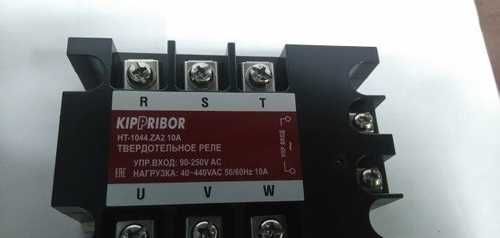 R S T
KIPPRIBOR
HT-1044.ZA2 10A
ТВЕРДОТЕЛЬНОЕ РЕЛЕ
УПР.ВХОД: 90-250V AC
EAC НАГРУЗКА: 40~440VAC 50/60Hz 10A
U V W